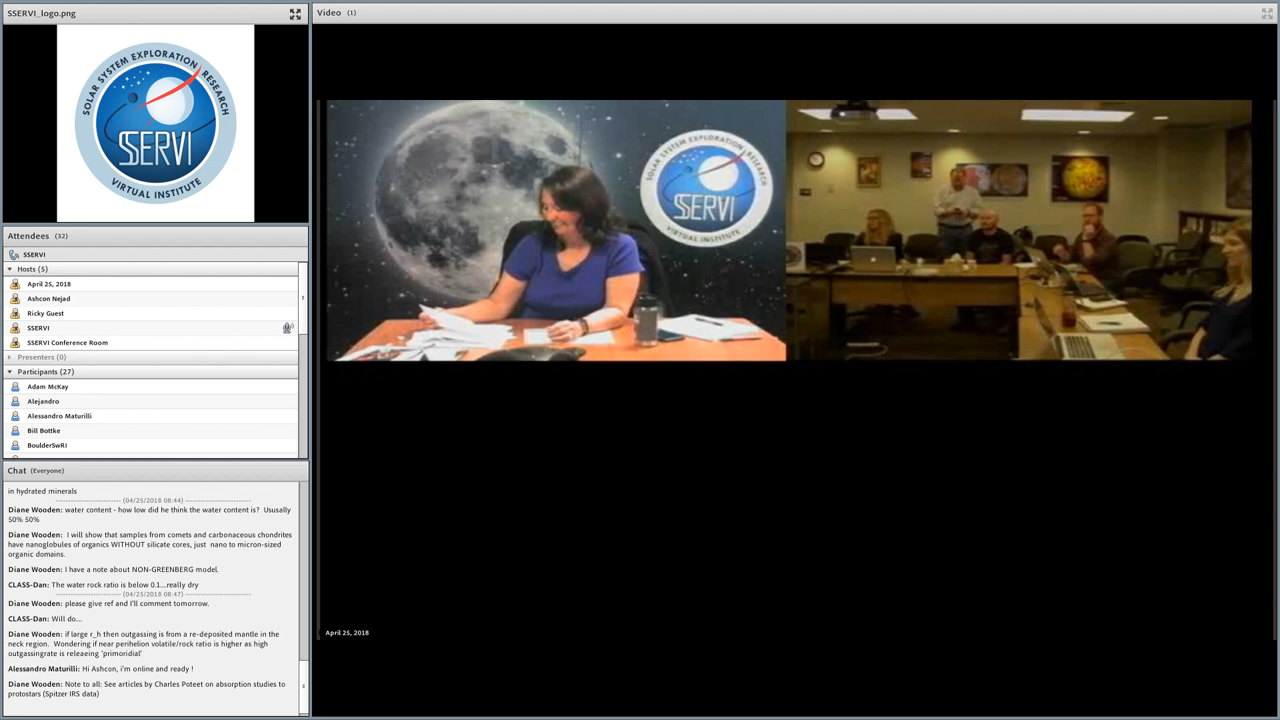 SSERVI_logo.png
SOLAR SYSTEM EXPLORATION RESEARCH
SSERVI
VIRTUAL INSTITUTE
Attendees (32)
SSERVI
Hosts (5)
April 25, 2018
Ashcon Nejad
Ricky Guest
SSERVI
SSERVI Conference Room
Presenters (0)
Participants (27)
Adam McKay
Alejandro
Alessandro Maturilli
Bill Bottke
BoulderSwRI
Chat (Everyone)
in hydrated minerals
------------------------ (04/25/2018 08:44) ------------------------
Diane Wooden: water content - how low did he think the water content is? Ususally
50% 50%
Diane Wooden: I will show that samples from comets and carbonaceous chondrites
have nanoglobules of organics WITHOUT silicate cores, just nano to micron-sized
organic domains.
Diane Wooden: I have a note about NON-GREENBERG model.
CLASS-Dan: The water rock ratio is below 0.1...really dry
------------------------ (04/25/2018 08:47) ------------------------
Diane Wooden: please give ref and I'll comment tomorrow.
CLASS-Dan: Will do...
Diane Wooden: if large r_h then outgassing is from a re-deposited mantle in the
neck region. Wondering if near perihelion volatile/rock ratio is higher as high
outgassingrate is releaeing 'primoridial'
Alessandro Maturilli: Hi Ashcon, i'm online and ready !
Diane Wooden: Note to all: See articles by Charles Poteet on absorption studies to
protostars (Spitzer IRS data)
Video (1)
SOLAR SYSTEM EXPLORATION RESEARCH
SSERVI
VIRTUAL INSTITUTE
April 25, 2018